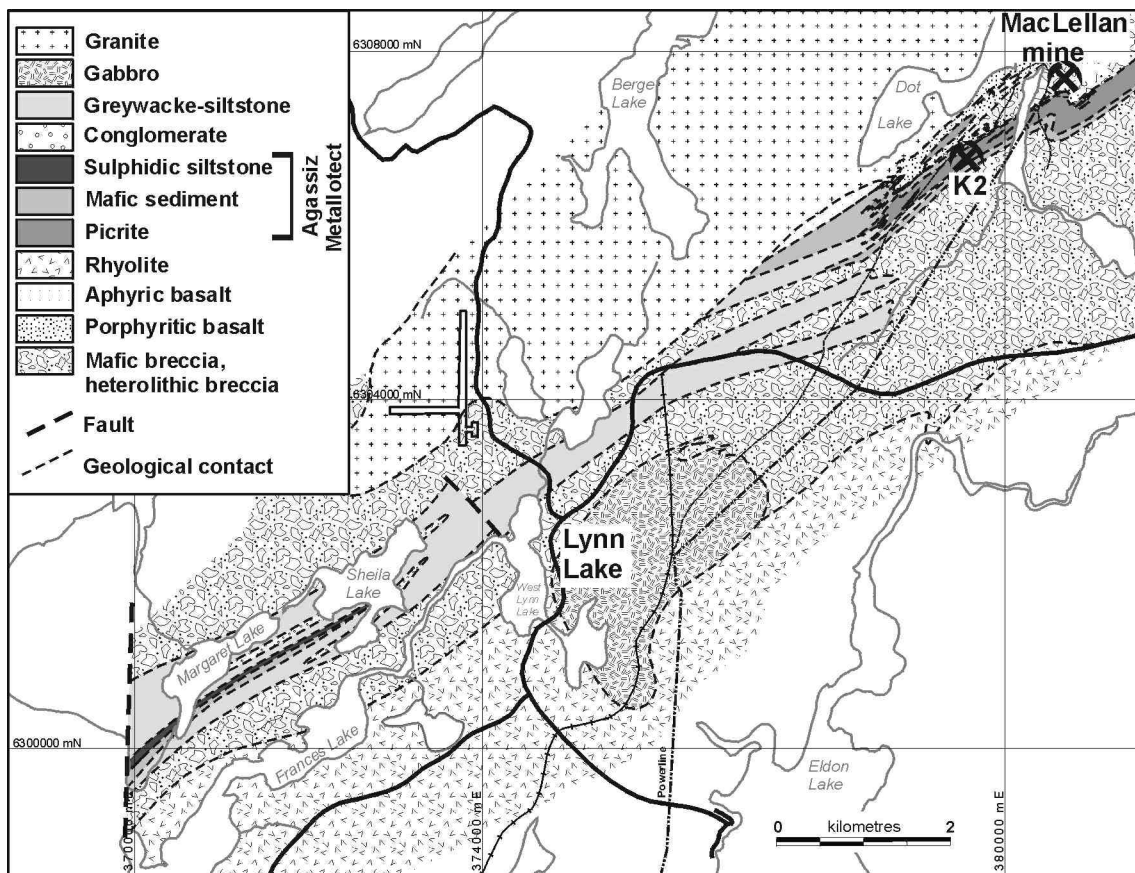 Granite
Gabbro
Greywacke-siltstone
Conglomerate
Sulphidic siltstone
Mafic sediment
Picrite
Agassiz
Metallotect
Rhyolite
Aphyric basalt
Porphyritic basalt
Mafic breccia,
heterolithic breccia
Fault
Geological contact
6308000 mN
MacLellan
mine
Berge
Lake
Dot
Lake
K2
6304000 mN
Lynn
Lake
Sheila
Lake
West
Lynn
Lake
Margaret Lake
6300000 mN
Frances Lake
Powerline
Eldon
Lake
0 kilometres 2
370000 m E
374000 m E
380000 m E